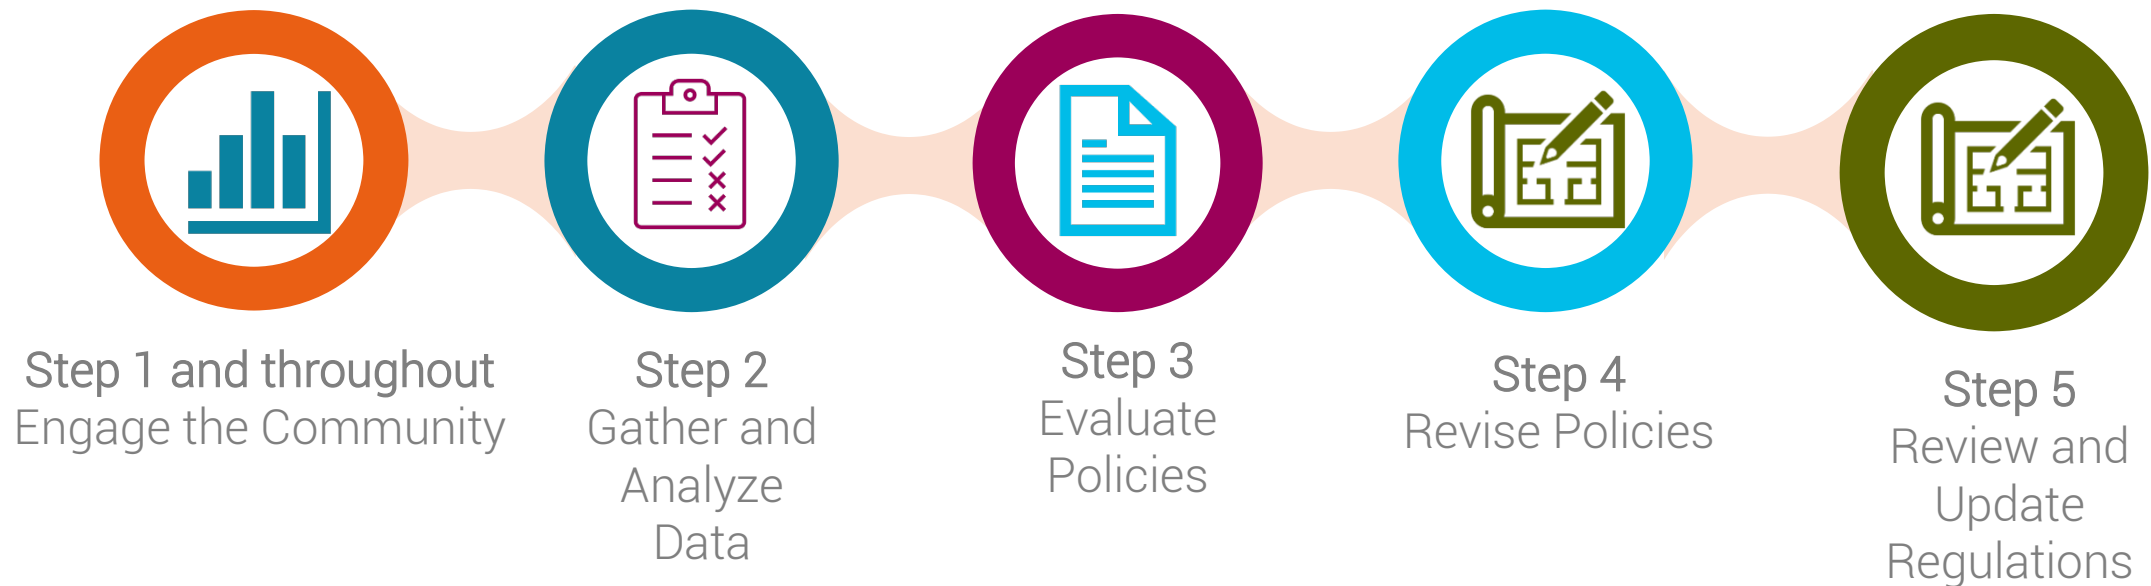 Step 1 and throughout
Engage the Community
Step 2
Gather and
Analyze
Data
Step 3
Evaluate
Policies
Step 4
Revise Policies
Step 5
Review and
Update
Regulations